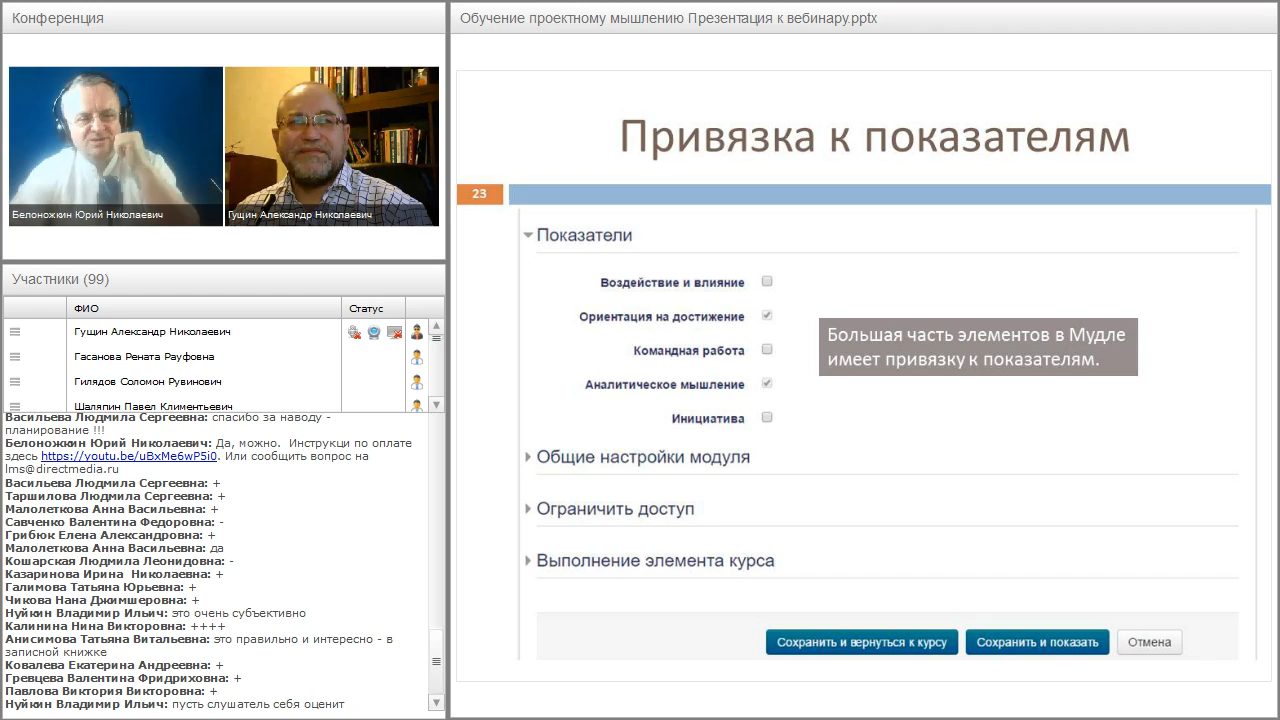 Конференция
Белоножкин Юрий Николаевич
Гущин Александр Николаевич
Участники (99)
ФИО
Статус
Гущин Александр Николаевич
Гасанова Рената Рауфовна
Гилядов Соломон Рувинович
Шаляпин Павел Климентьевич
Васильева Людмила Сергеевна: спасибо за наводу -
планирование !!!
Белоножкин Юрий Николаевич: Да, можно. Инструкци по оплате
здесь https://youtu.be/uBxMe6wP5i0. Или сообщить вопрос на
lms@directmedia.ru
Васильева Людмила Сергеевна: +
Таршилова Людмила Сергеевна: +
Малолеткова Анна Васильевна: +
Савченко Валентина Федоровна: -
Грибюк Елена Александровна: +
Малолеткова Анна Васильевна: да
Кошарская Людмила Леонидовна: -
Казаринова Ирина Николаевна: +
Галимова Татьяна Юрьевна: +
Чикова Нана Джимшеровна: +
Нуйкин Владимир Ильич: это очень субъективно
Калинина Нина Викторовна: ++++
Анисимова Татьяна Витальевна: это правильно и интересно - в
записной книжке
Ковалева Екатерина Андреевна: +
Гревцева Валентина Фридриховна: +
Павлова Виктория Викторовна: +
Нуйкин Владимир Ильич: пусть слушатель себя оценит
Обучение проектному мышлению Презентация к вебинару.pptx
Привязка к показателям
23
Показатели
Воздействие и влияние
Ориентация на достижение
Командная работа
Аналитическое мышление
Инициатива
Большая часть элементов в Мудле
имеет привязку к показателям.
Общие настройки модуля
Ограничить доступ
Выполнение элемента курса
Сохранить и вернуться к курсу
Сохранить и показать
Отмена